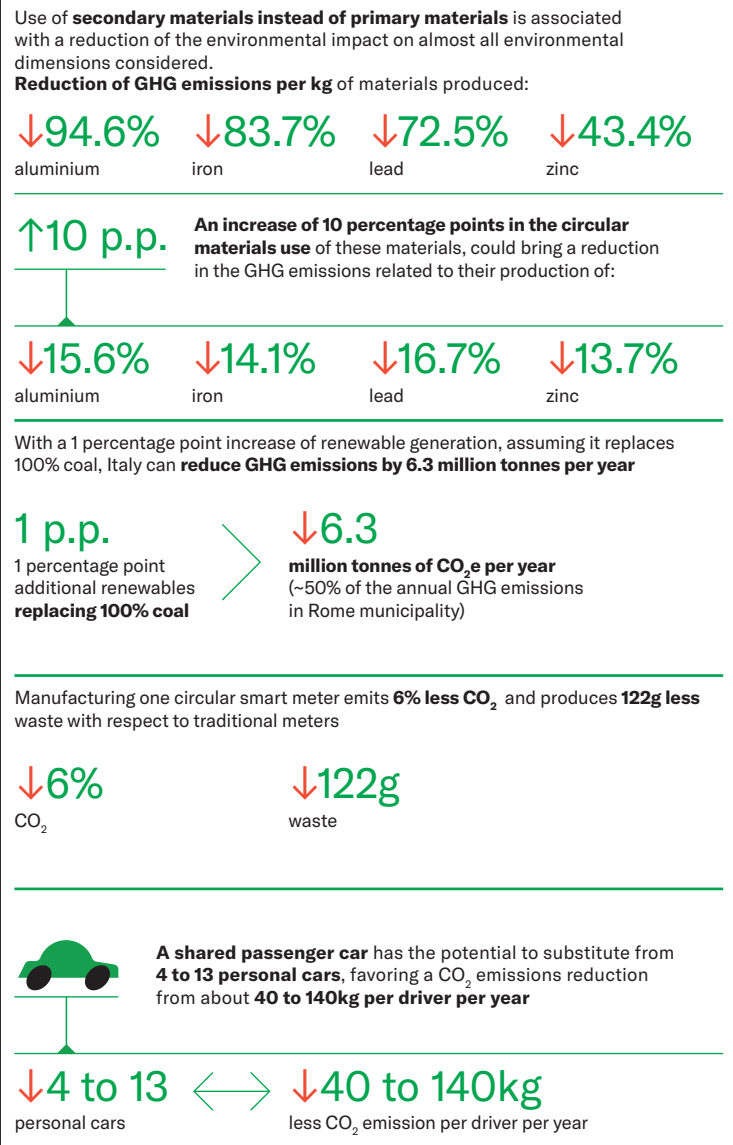 Use of secondary materials instead of primary materials is associated
with a reduction of the environmental impact on almost all environmental
dimensions considered.
Reduction of GHG emissions per kg of materials produced:
↓94.6% ↓83.7% ↓72.5% ↓43.4%
aluminium iron lead zinc
↑10 p.p.
An increase of 10 percentage points in the circular
materials use of these materials, could bring a reduction
in the GHG emissions related to their production of:
↓15.6% ↓14.1% ↓16.7% ↓13.7%
aluminium iron lead zinc
With a 1 percentage point increase of renewable generation, assuming it replaces
100% coal, Italy can reduce GHG emissions by 6.3 million tonnes per year
1 p.p.
1 percentage point
additional renewables
replacing 100% coal
↓6.3
million tonnes of CO₂e per year
(~50% of the annual GHG emissions
in Rome municipality)
Manufacturing one circular smart meter emits 6% less CO₂ and produces 122g less
waste with respect to traditional meters
↓6% ↓122g
CO₂ waste
A shared passenger car has the potential to substitute from
4 to 13 personal cars, favoring a CO₂ emissions reduction
from about 40 to 140kg per driver per year
↓4 to 13 ↓40 to 140kg
personal cars less CO₂ emission per driver per year